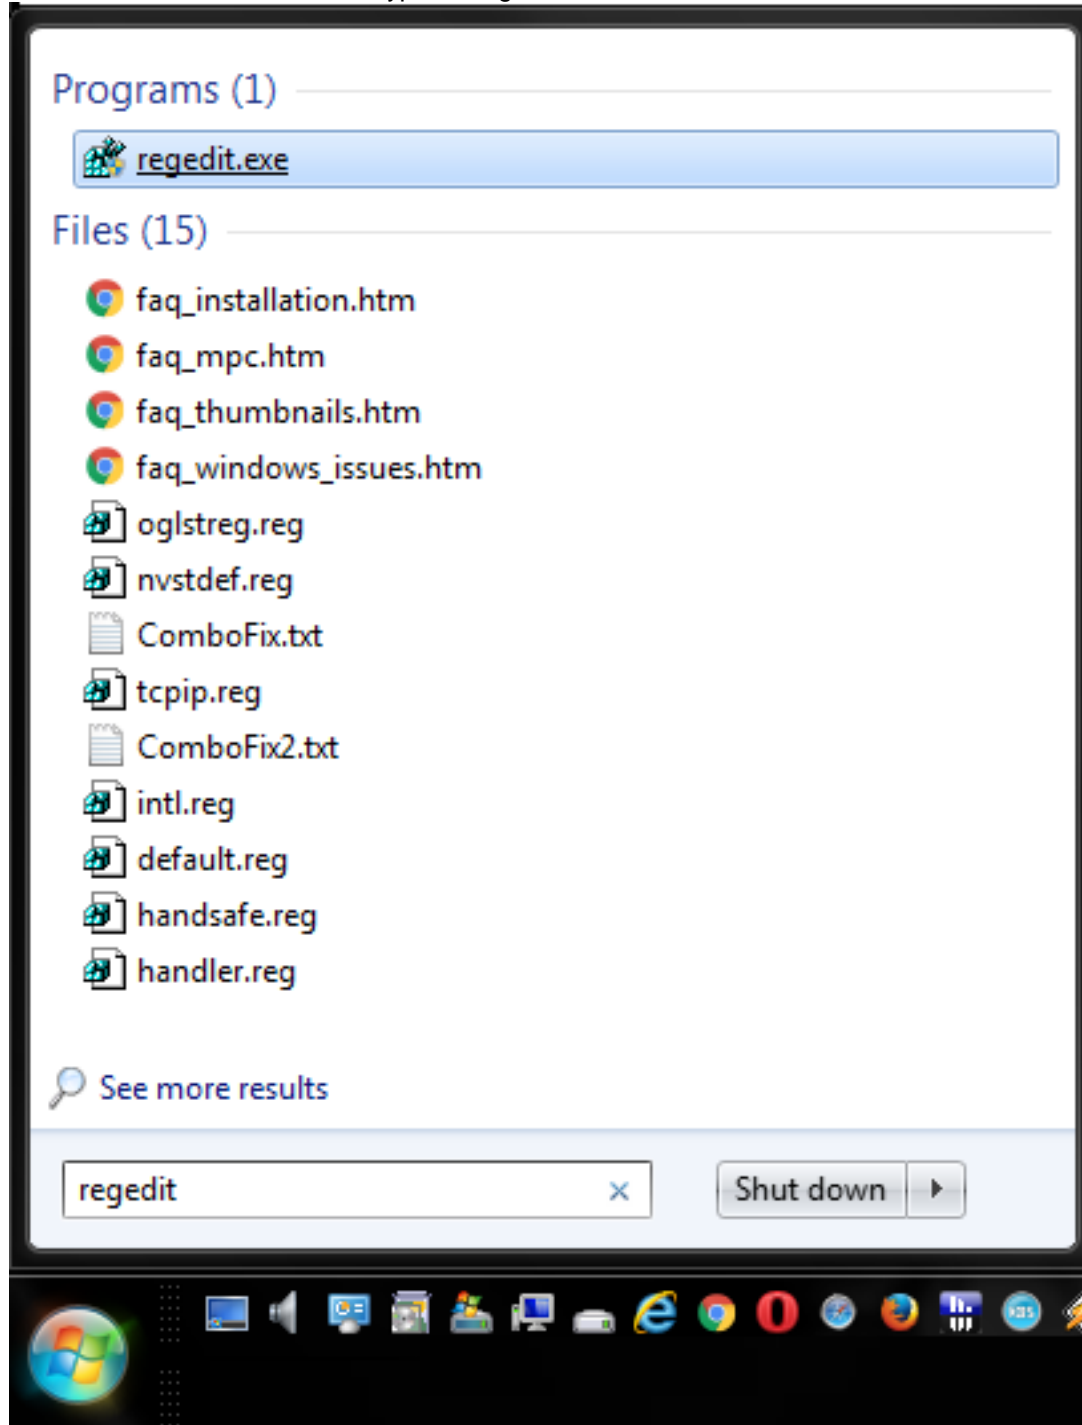 Programs (1)
regedit.exe
Files (15)
faq_installation.htm
faq_mpc.htm
faq_thumbnails.htm
faq_windows_issues.htm
oglstreg.reg
nvstdef.reg
ComboFix.txt
tcpip.reg
ComboFix2.txt
intl.reg
default.reg
handsafe.reg
handler.reg
See more results
regedit
Shut down